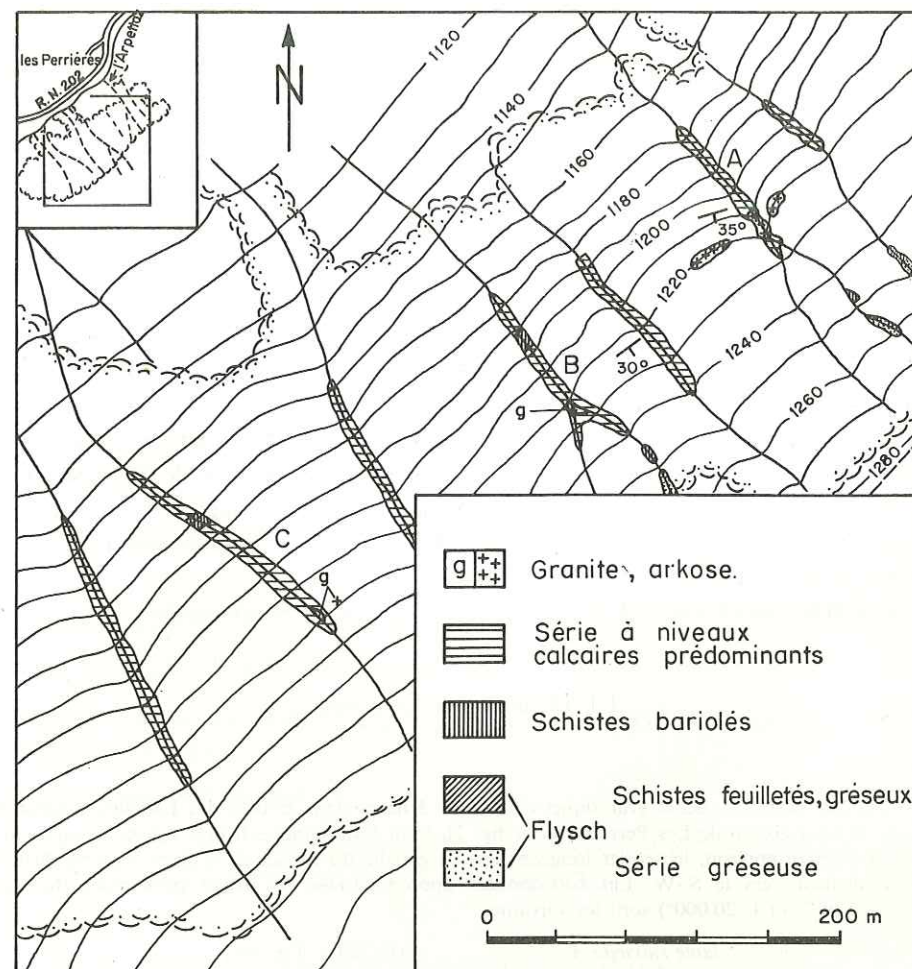 les Perrières
R.N. 202
l'Arpettaz
N
1120
1140
1160
1180
1200
1220
1240
1260
1280
A
35°
30°
B
g
C
g
g
Granite, arkose.
Série à niveaux
calcaires prédominants
Schistes bariolés
Schistes feuilletés, gréseux
Flysch
Série gréseuse
0
200 m